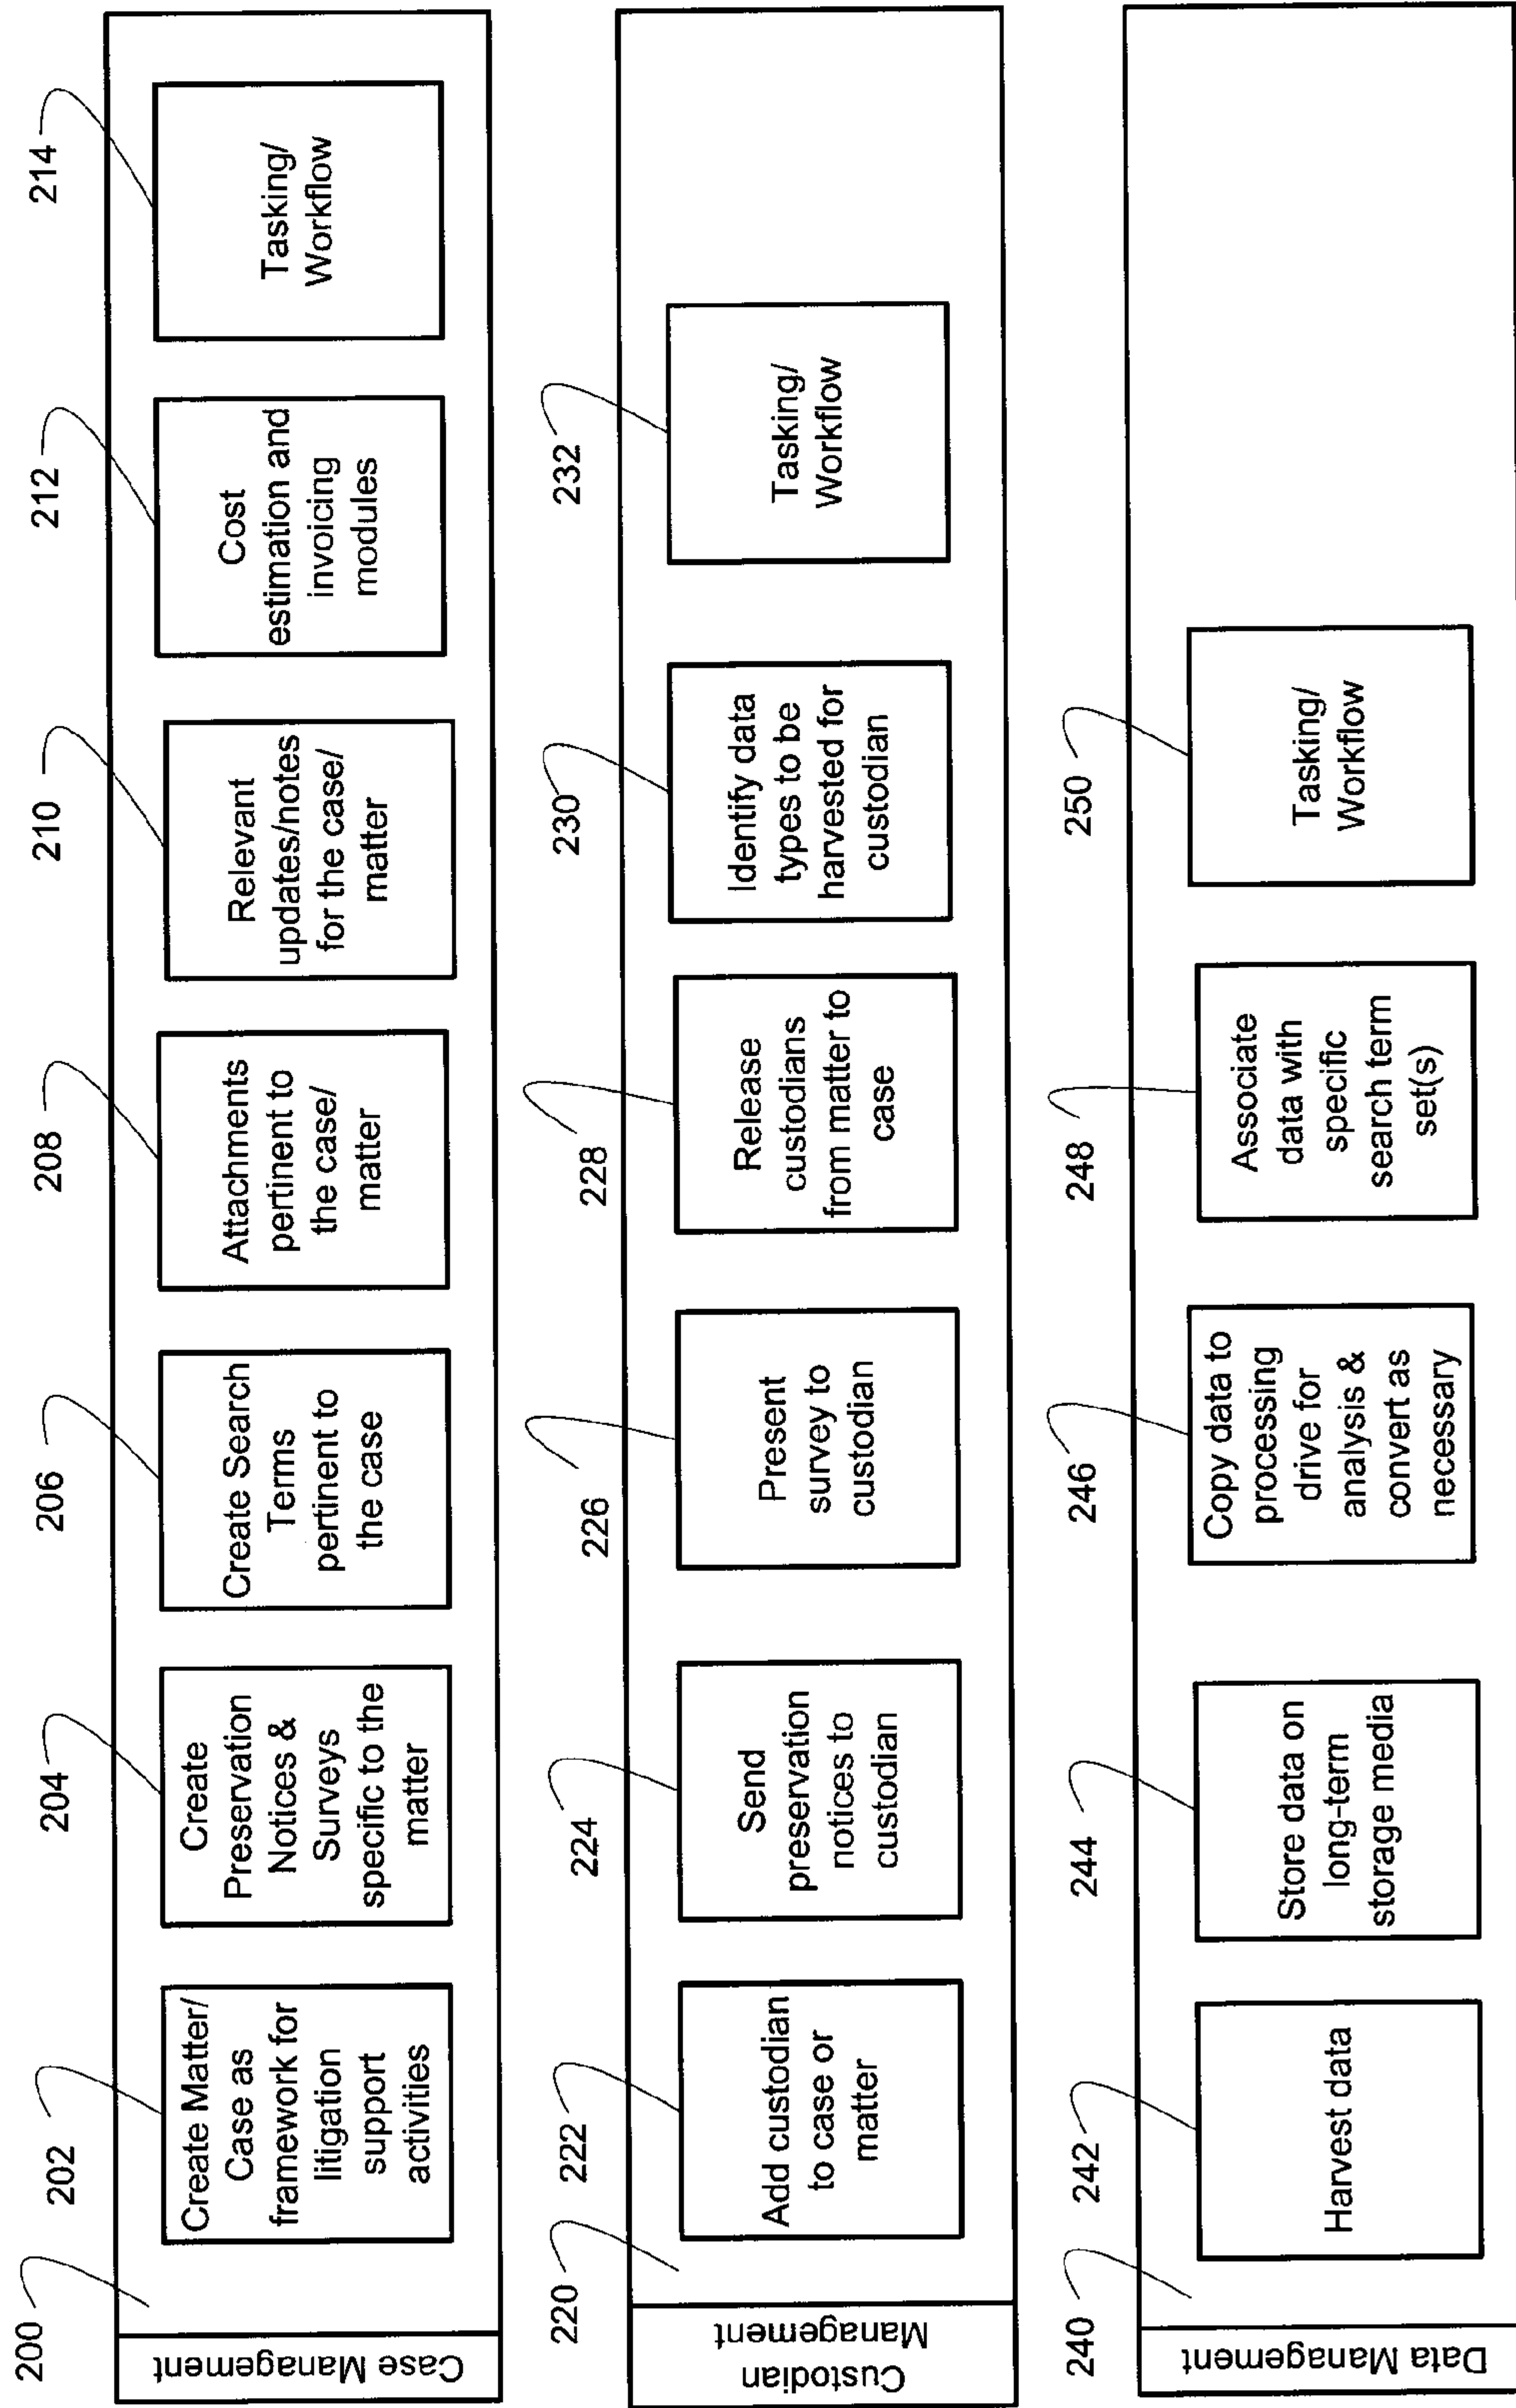 200
202
204
206
208
210
212
214
Case Management
Create Matter/
Case as
framework for
litigation
support
activities
Create
Preservation
Notices &
Surveys
specific to the
matter
Create Search
Terms
pertinent to
the case
Attachments
pertinent to
the case/
matter
Relevant
updates/notes
for the case/
matter
Cost
estimation and
invoicing
modules
Tasking/
Workflow
220
222
224
226
228
230
232
Custodian
Management
Add custodian
to case or
matter
Send
preservation
notices to
custodian
Present
survey to
custodian
Release
custodians
from matter to
case
Identify data
types to be
harvested for
custodian
Tasking/
Workflow
240
242
244
246
248
250
Data Management
Harvest data
Store data on
long-term
storage media
Copy data to
processing
drive for
analysis &
convert as
necessary
Associate
data with
specific
search term
set(s)
Tasking/
Workflow